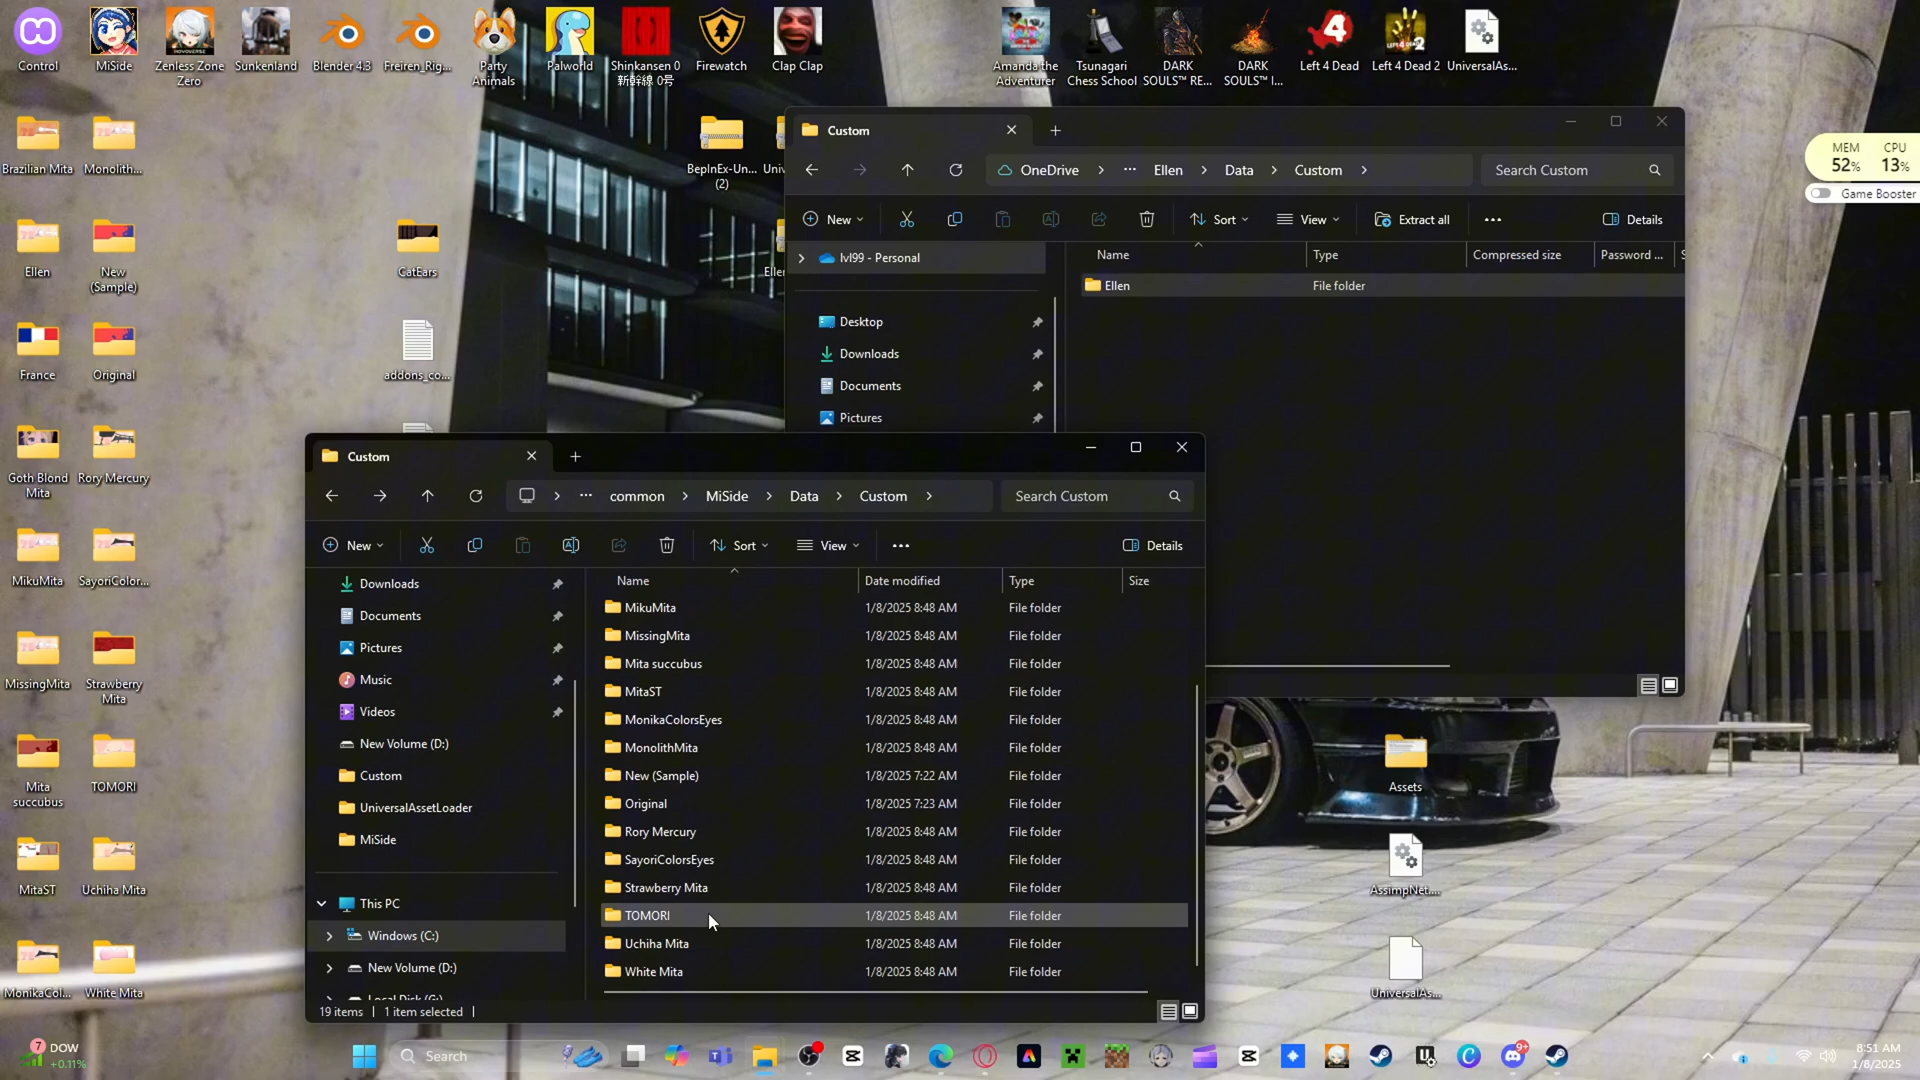 Control
MiSide
Zenless Zone
Zero
Sunkenland
Blender 4.3
Freiren_Rig...
Party
Animals
Palworld
Shinkansen 0
新幹線 0号
Firewatch
Clap Clap
Amanda the
Adventurer
Tsunagari
Chess School
DARK
SOULS™ RE...
DARK
SOULS™ I...
Left 4 Dead
Left 4 Dead 2
UniversalAs...
Brazilian Mita
Monolith...
BepInEx-Un...
(2)
Univ
Ellen
New
(Sample)
CatEars
Eller
France
Original
addons_co...
Goth Blond
Mita
Rory Mercury
MikuMita
SayoriColor...
MissingMita
Strawberry
Mita
Mita
succubus
TOMORI
MitaST
Uchiha Mita
MonikaCol...
White Mita
MEM
CPU
52%
13%
Game Booster
Custom
OneDrive
Ellen
Data
Custom
Search Custom
New
Sort
View
Extract all
Details
lvl99 - Personal
Name
Type
Compressed size
Password ...
Ellen
File folder
Desktop
Downloads
Documents
Pictures
Custom
common
MiSide
Data
Custom
Search Custom
New
Sort
View
Details
Downloads
Documents
Pictures
Music
Videos
New Volume (D:)
Custom
UniversalAssetLoader
MiSide
This PC
Windows (C:)
New Volume (D:)
Local Disk (G:)
Name Date modified Type Size
MikuMita 1/8/2025 8:48 AM File folder
MissingMita 1/8/2025 8:48 AM File folder
Mita succubus 1/8/2025 8:48 AM File folder
MitaST 1/8/2025 8:48 AM File folder
MonikaColorsEyes 1/8/2025 8:48 AM File folder
MonolithMita 1/8/2025 8:48 AM File folder
New (Sample) 1/8/2025 7:22 AM File folder
Original 1/8/2025 7:23 AM File folder
Rory Mercury 1/8/2025 8:48 AM File folder
SayoriColorsEyes 1/8/2025 8:48 AM File folder
Strawberry Mita 1/8/2025 8:48 AM File folder
TOMORI 1/8/2025 8:48 AM File folder
Uchiha Mita 1/8/2025 8:48 AM File folder
White Mita 1/8/2025 8:48 AM File folder
19 items
1 item selected
Assets
AssimpNet....
UniversalAs...
7
DOW
+0.11%
Search
9+
8:51 AM
1/8/2025